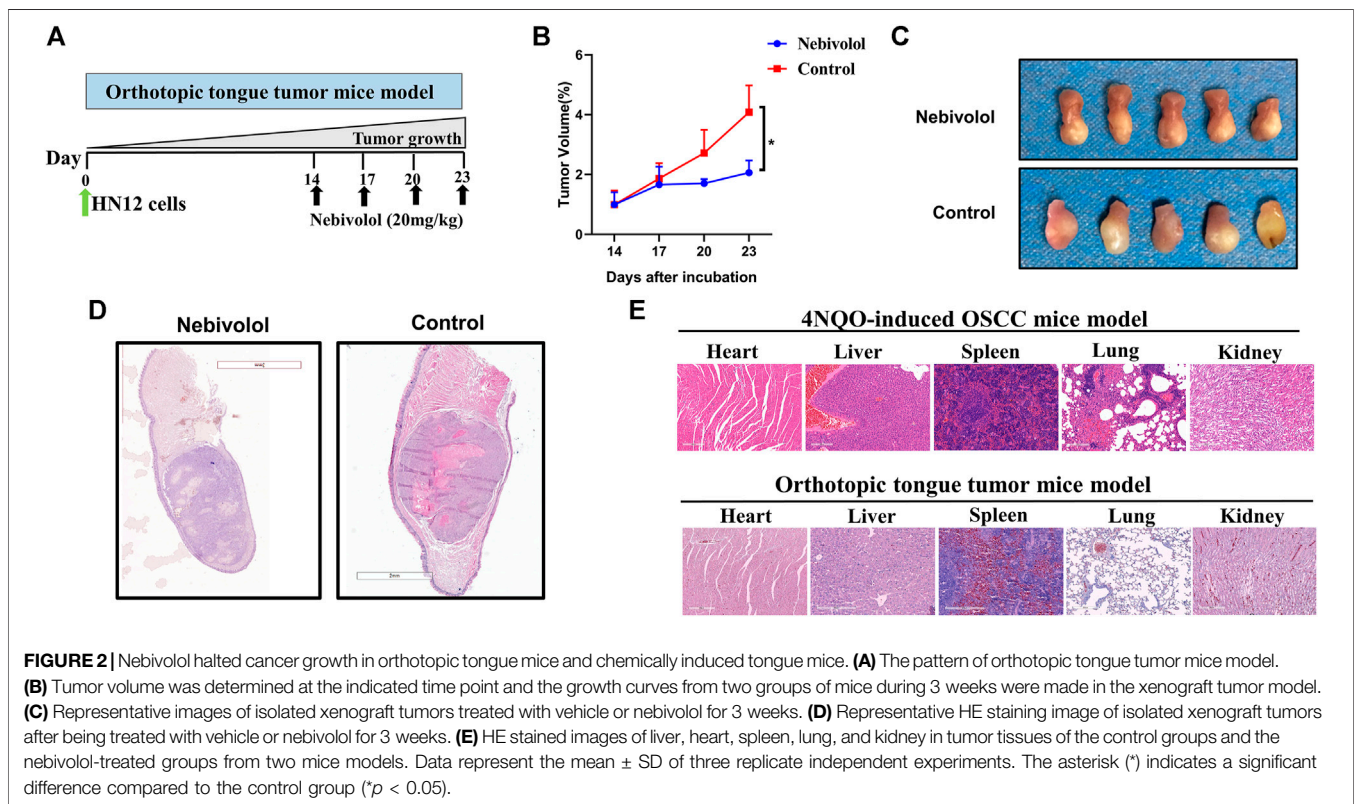 A
Orthotopic tongue tumor mice model
Tumor growth
Day
0
14
17
20
23
HN12 cells
Nebivolol (20mg/kg)
B
Nebivolol
Control
Tumor Volume(%)
6
4
2
0
*
14
17
20
23
Days after incubation
C
Nebivolol
Control
D
Nebivolol
Control
2mm
2mm
E
4NQO-induced OSCC mice model
Heart
Liver
Spleen
Lung
Kidney
Orthotopic tongue tumor mice model
Heart
Liver
Spleen
Lung
Kidney
FIGURE 2 | Nebivolol halted cancer growth in orthotopic tongue mice and chemically induced tongue mice. (A) The pattern of orthotopic tongue tumor mice model.
(B) Tumor volume was determined at the indicated time point and the growth curves from two groups of mice during 3 weeks were made in the xenograft tumor model.
(C) Representative images of isolated xenograft tumors treated with vehicle or nebivolol for 3 weeks. (D) Representative HE staining image of isolated xenograft tumors
after being treated with vehicle or nebivolol for 3 weeks. (E) HE stained images of liver, heart, spleen, lung, and kidney in tumor tissues of the control groups and the
nebivolol-treated groups from two mice models. Data represent the mean ± SD of three replicate independent experiments. The asterisk (*) indicates a significant
difference compared to the control group (*p < 0.05).